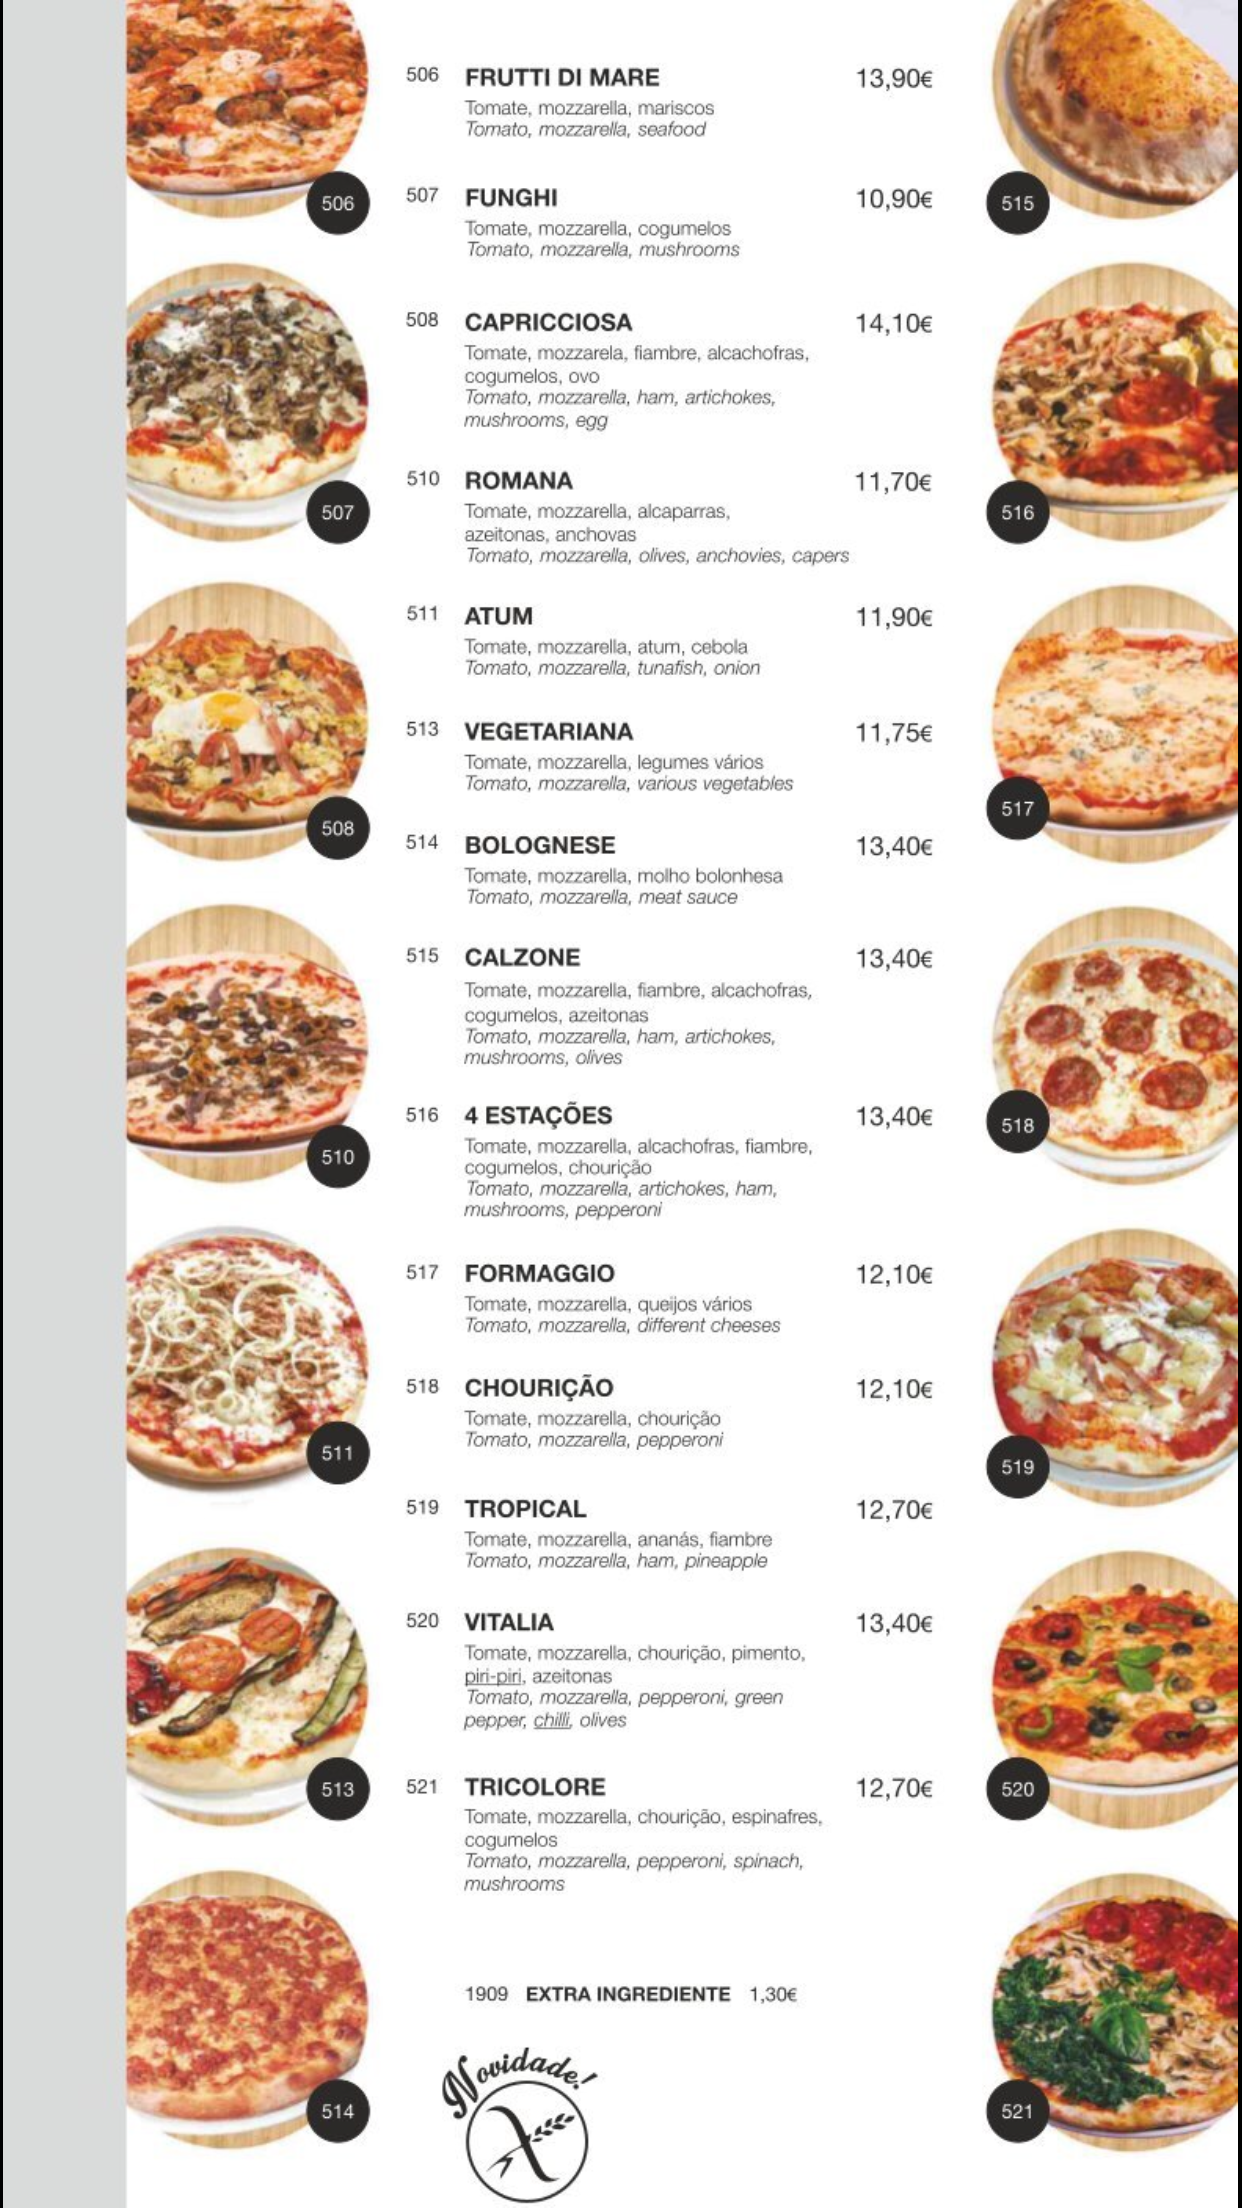 506 FRUTTI DI MARE 13,90€
Tomate, mozzarella, mariscos
Tomato, mozzarella, seafood
506
515
507 FUNGHI 10,90€
Tomate, mozzarella, cogumelos
Tomato, mozzarella, mushrooms
508 CAPRICCIOSA 14,10€
Tomate, mozzarela, fiambre, alcachofras,
cogumelos, ovo
Tomato, mozzarella, ham, artichokes,
mushrooms, egg
507
516
510 ROMANA 11,70€
Tomate, mozzarella, alcaparras,
azeitonas, anchovas
Tomato, mozzarella, olives, anchovies, capers
511 ATUM 11,90€
Tomate, mozzarella, atum, cebola
Tomato, mozzarella, tunafish, onion
513 VEGETARIANA 11,75€
Tomate, mozzarella, legumes vários
Tomato, mozzarella, various vegetables
508
517
514 BOLOGNESE 13,40€
Tomate, mozzarella, molho bolonhesa
Tomato, mozzarella, meat sauce
515 CALZONE 13,40€
Tomate, mozzarella, fiambre, alcachofras,
cogumelos, azeitonas
Tomato, mozzarella, ham, artichokes,
mushrooms, olives
510
518
516 4 ESTAÇÕES 13,40€
Tomate, mozzarella, alcachofras, fiambre,
cogumelos, chourição
Tomato, mozzarella, artichokes, ham,
mushrooms, pepperoni
517 FORMAGGIO 12,10€
Tomate, mozzarella, queijos vários
Tomato, mozzarella, different cheeses
518 CHOURIÇÃO 12,10€
Tomate, mozzarella, chourição
Tomato, mozzarella, pepperoni
511
519
519 TROPICAL 12,70€
Tomate, mozzarella, ananás, fiambre
Tomato, mozzarella, ham, pineapple
520 VITALIA 13,40€
Tomate, mozzarella, chourição, pimento,
piri-piri, azeitonas
Tomato, mozzarella, pepperoni, green
pepper, chilli, olives
513
520
521 TRICOLORE 12,70€
Tomate, mozzarella, chourição, espinafres,
cogumelos
Tomato, mozzarella, pepperoni, spinach,
mushrooms
1909 EXTRA INGREDIENTE 1,30€
Novidade!
514
521